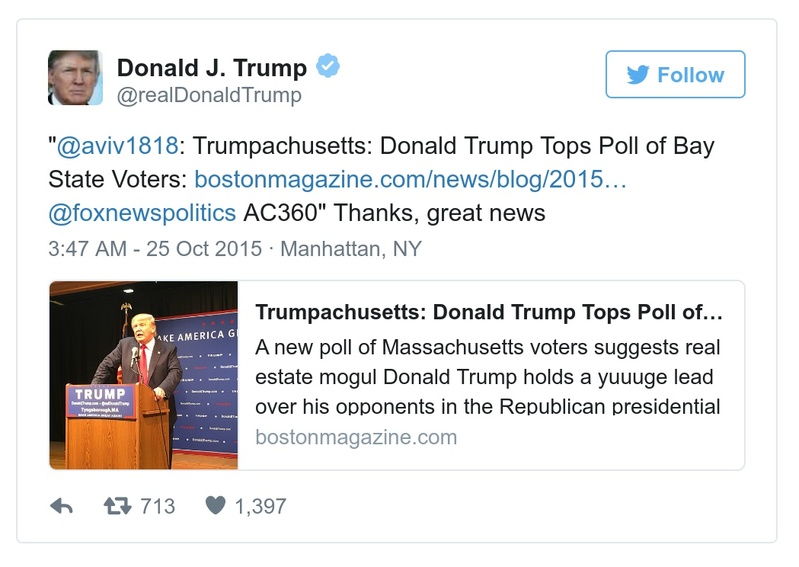 Donald J. Trump
@realDonaldTrump
Follow
"@aviv1818: Trumpachusetts: Donald Trump Tops Poll of Bay
State Voters: bostonmagazine.com/news/blog/2015…
@foxnewspolitics AC360" Thanks, great news
3:47 AM - 25 Oct 2015 · Manhattan, NY
AKE AMERICA G
TRUMP
Tyngsborough, MA
Trumpachusetts: Donald Trump Tops Poll of…
A new poll of Massachusetts voters suggests real
estate mogul Donald Trump holds a yuuuge lead
over his opponents in the Republican presidential
bostonmagazine.com
713
1,397